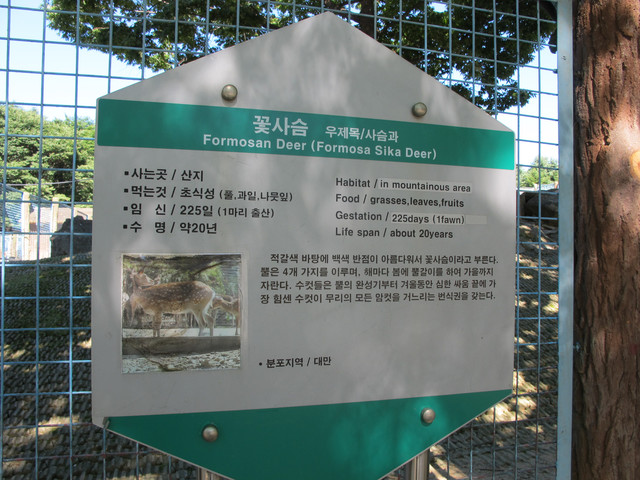 꽃사슴 우제목/사슴과
Formosan Deer (Formosa Sika Deer)
▪ 사는곳 / 산지
▪ 먹는것 / 초식성 (풀,과일,나뭇잎)
▪ 임 신 / 225일 (1마리 출산)
▪ 수 명 / 약20년
Habitat / in mountainous area
Food / grasses,leaves,fruits
Gestation / 225days (1fawn)
Life span / about 20years
적갈색 바탕에 백색 반점이 아름다워서 꽃사슴이라고 부른다.
뿔은 4개 가지를 이루며, 해마다 봄에 뿔갈이를 하여 가을까지
자란다. 수컷들은 뿔의 완성기부터 겨울동안 심한 싸움 끝에 가
장 힘센 수컷이 무리의 모든 암컷을 거느리는 번식권을 갖는다.
▪ 분포지역 / 대만